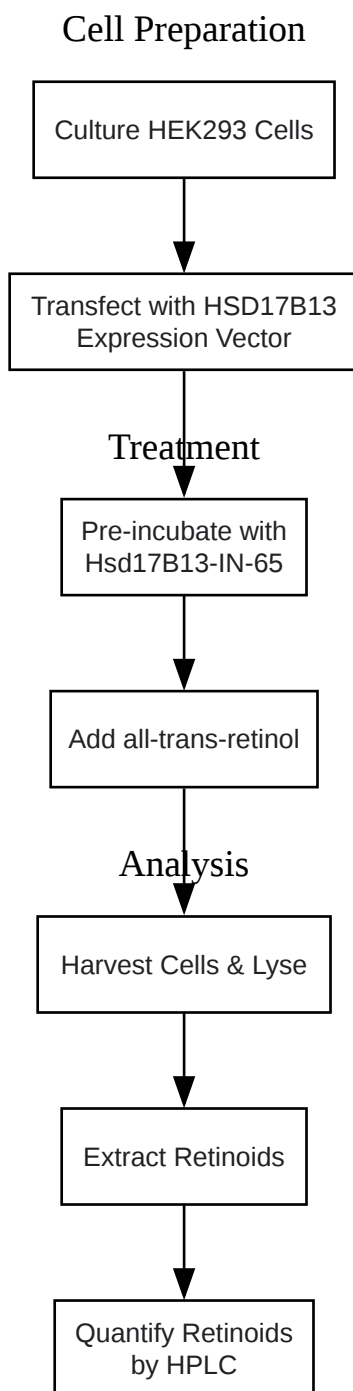 Cell Preparation
Culture HEK293 Cells
Transfect with HSD17B13
Expression Vector
Treatment
Pre-incubate with
Hsd17B13-IN-65
Add all-trans-retinol
Analysis
Harvest Cells & Lyse
Extract Retinoids
Quantify Retinoids
by HPLC